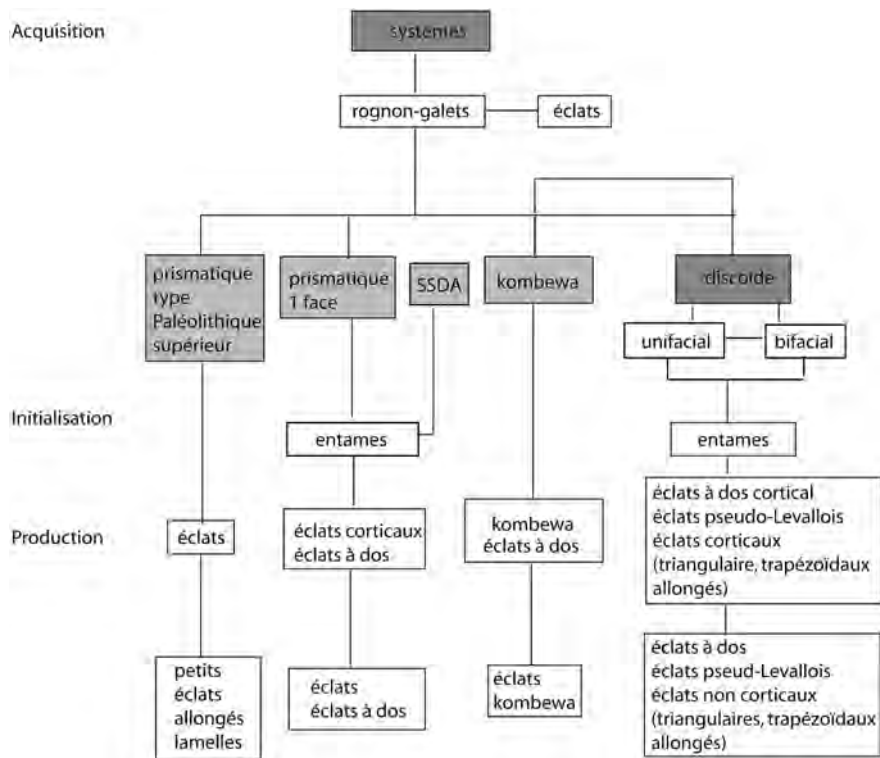 Acquisition
systèmes
rognon-galets
éclats
prismatique
type
Paléolithique
supérieur
prismatique
1 face
SSDA
kombewa
discoïde
unifacial
bifacial
Initialisation
entames
entames
Production
éclats
éclats corticaux
éclats à dos
kombewa
éclats à dos
éclats à dos cortical
éclats pseudo-Levallois
éclats corticaux
(triangulaire, trapézoïdaux
allongés)
petits
éclats
allongés
lamelles
éclats
éclats à dos
éclats
kombewa
éclats à dos
éclats pseud-Levallois
éclats non corticaux
(triangulaires, trapézoïdaux
allongés)